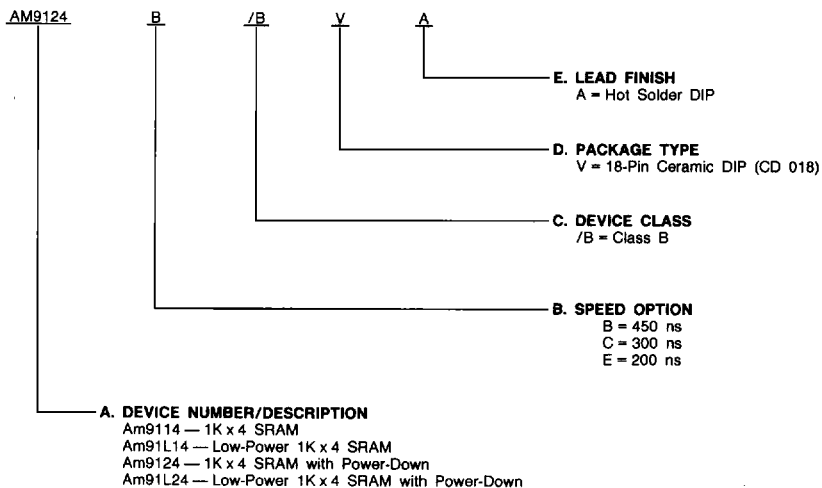 AM9124 B /B V A
E. LEAD FINISH
A = Hot Solder DIP
D. PACKAGE TYPE
V = 18-Pin Ceramic DIP (CD 018)
C. DEVICE CLASS
/B = Class B
B. SPEED OPTION
B = 450 ns
C = 300 ns
E = 200 ns
A. DEVICE NUMBER/DESCRIPTION
Am9114 — 1K x 4 SRAM
Am91L14 — Low-Power 1K x 4 SRAM
Am9124 — 1K x 4 SRAM with Power-Down
Am91L24 — Low-Power 1K x 4 SRAM with Power-Down